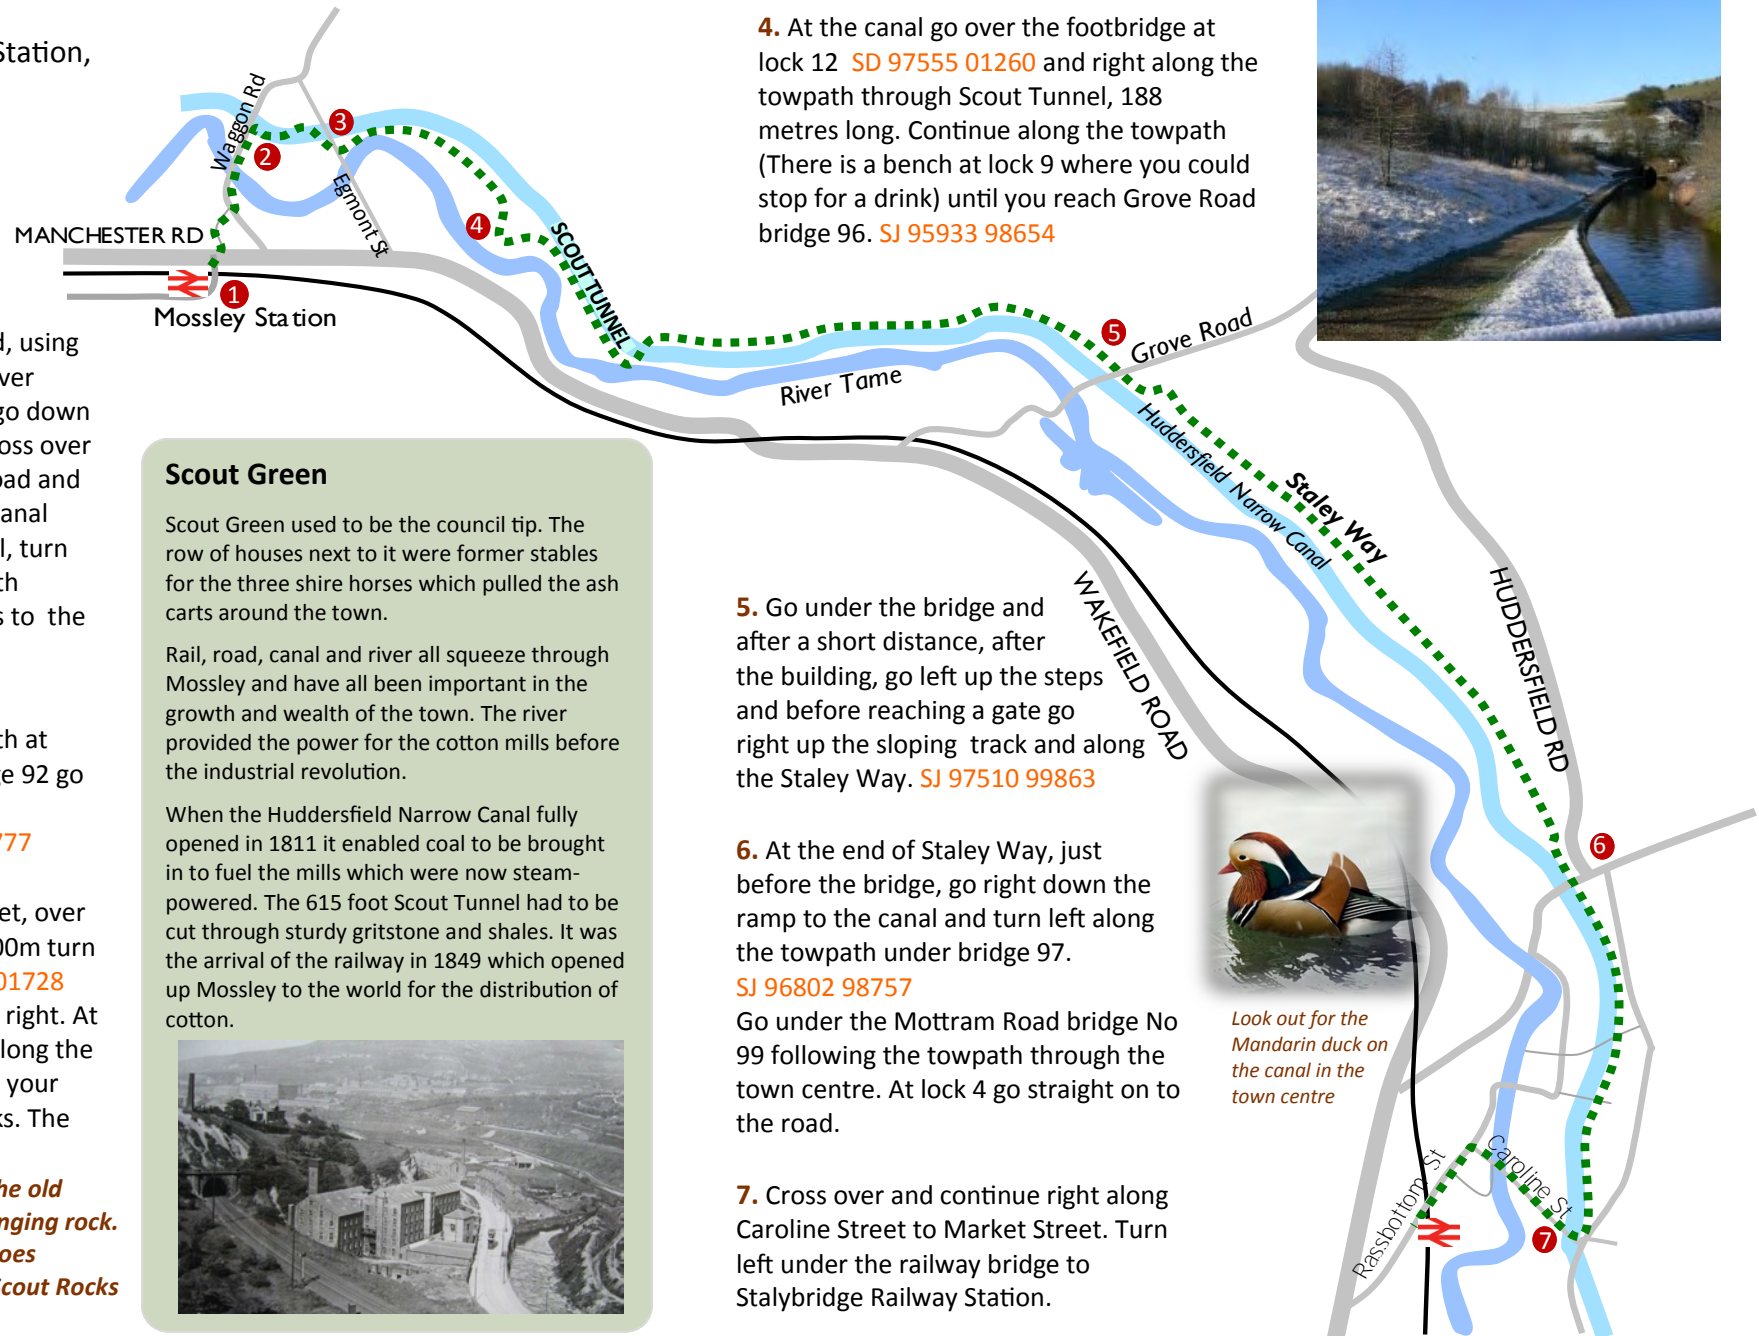 Station,
d, using
ver
go down
oss over
oad and
anal
l, turn
th
s to the
th at
e 92 go
777
et, over
00m turn
01728
right. At
long the
your
ks. The
he old
nging rock.
oes
Scout Rocks
MANCHESTER RD
Waggon Rd
Egmont St
Mossley Station
1
2
3
4
SCOUT TUNNEL
River Tame
5
Grove Road
Huddersfield Narrow Canal
Staley Way
WAKEFIELD ROAD
HUDDERSFIELD RD
6
Rassbottom St
Caroline St
7
Scout Green
Scout Green used to be the council tip. The
row of houses next to it were former stables
for the three shire horses which pulled the ash
carts around the town.
Rail, road, canal and river all squeeze through
Mossley and have all been important in the
growth and wealth of the town. The river
provided the power for the cotton mills before
the industrial revolution.
When the Huddersfield Narrow Canal fully
opened in 1811 it enabled coal to be brought
in to fuel the mills which were now steam-
powered. The 615 foot Scout Tunnel had to be
cut through sturdy gritstone and shales. It was
the arrival of the railway in 1849 which opened
up Mossley to the world for the distribution of
cotton.
4. At the canal go over the footbridge at
lock 12 SD 97555 01260 and right along the
towpath through Scout Tunnel, 188
metres long. Continue along the towpath
(There is a bench at lock 9 where you could
stop for a drink) until you reach Grove Road
bridge 96. SJ 95933 98654
5. Go under the bridge and
after a short distance, after
the building, go left up the steps
and before reaching a gate go
right up the sloping track and along
the Staley Way. SJ 97510 99863
6. At the end of Staley Way, just
before the bridge, go right down the
ramp to the canal and turn left along
the towpath under bridge 97.
SJ 96802 98757
Go under the Mottram Road bridge No
99 following the towpath through the
town centre. At lock 4 go straight on to
the road.
7. Cross over and continue right along
Caroline Street to Market Street. Turn
left under the railway bridge to
Stalybridge Railway Station.
Look out for the
Mandarin duck on
the canal in the
town centre